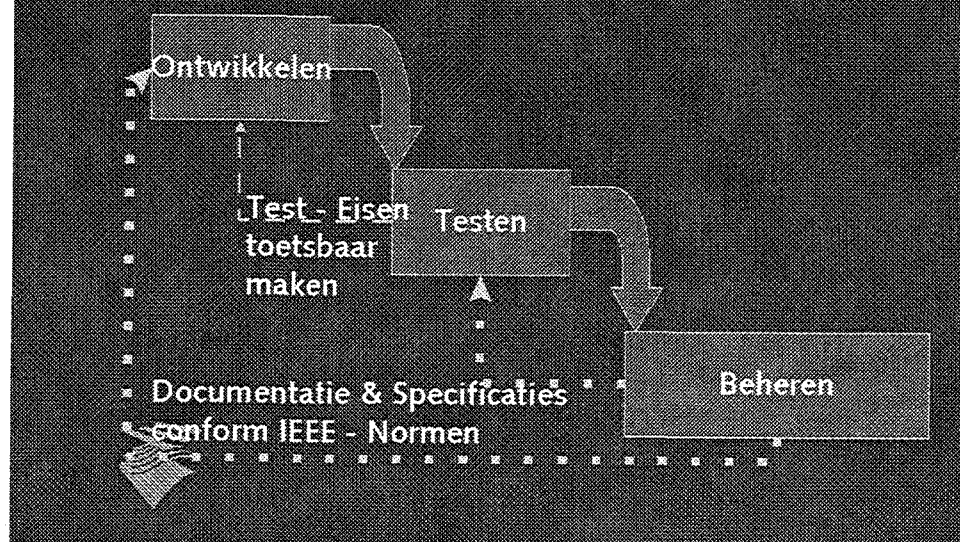 Ontwikkelen
Test - Eisen
toetsbaar
maken
Testen
Beheren
Documentatie & Specificaties
conform IEEE - Normen